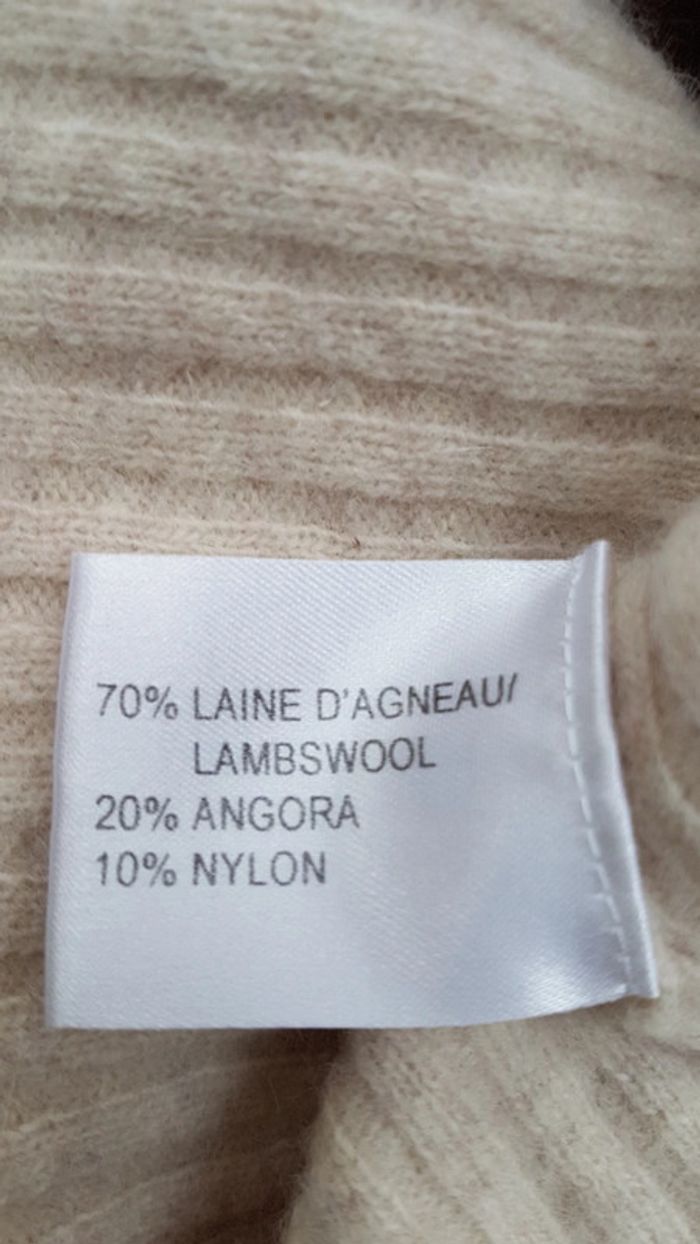 70% LAINE D'AGNEAU/
LAMBSWOOL
20% ANGORA
10% NYLON